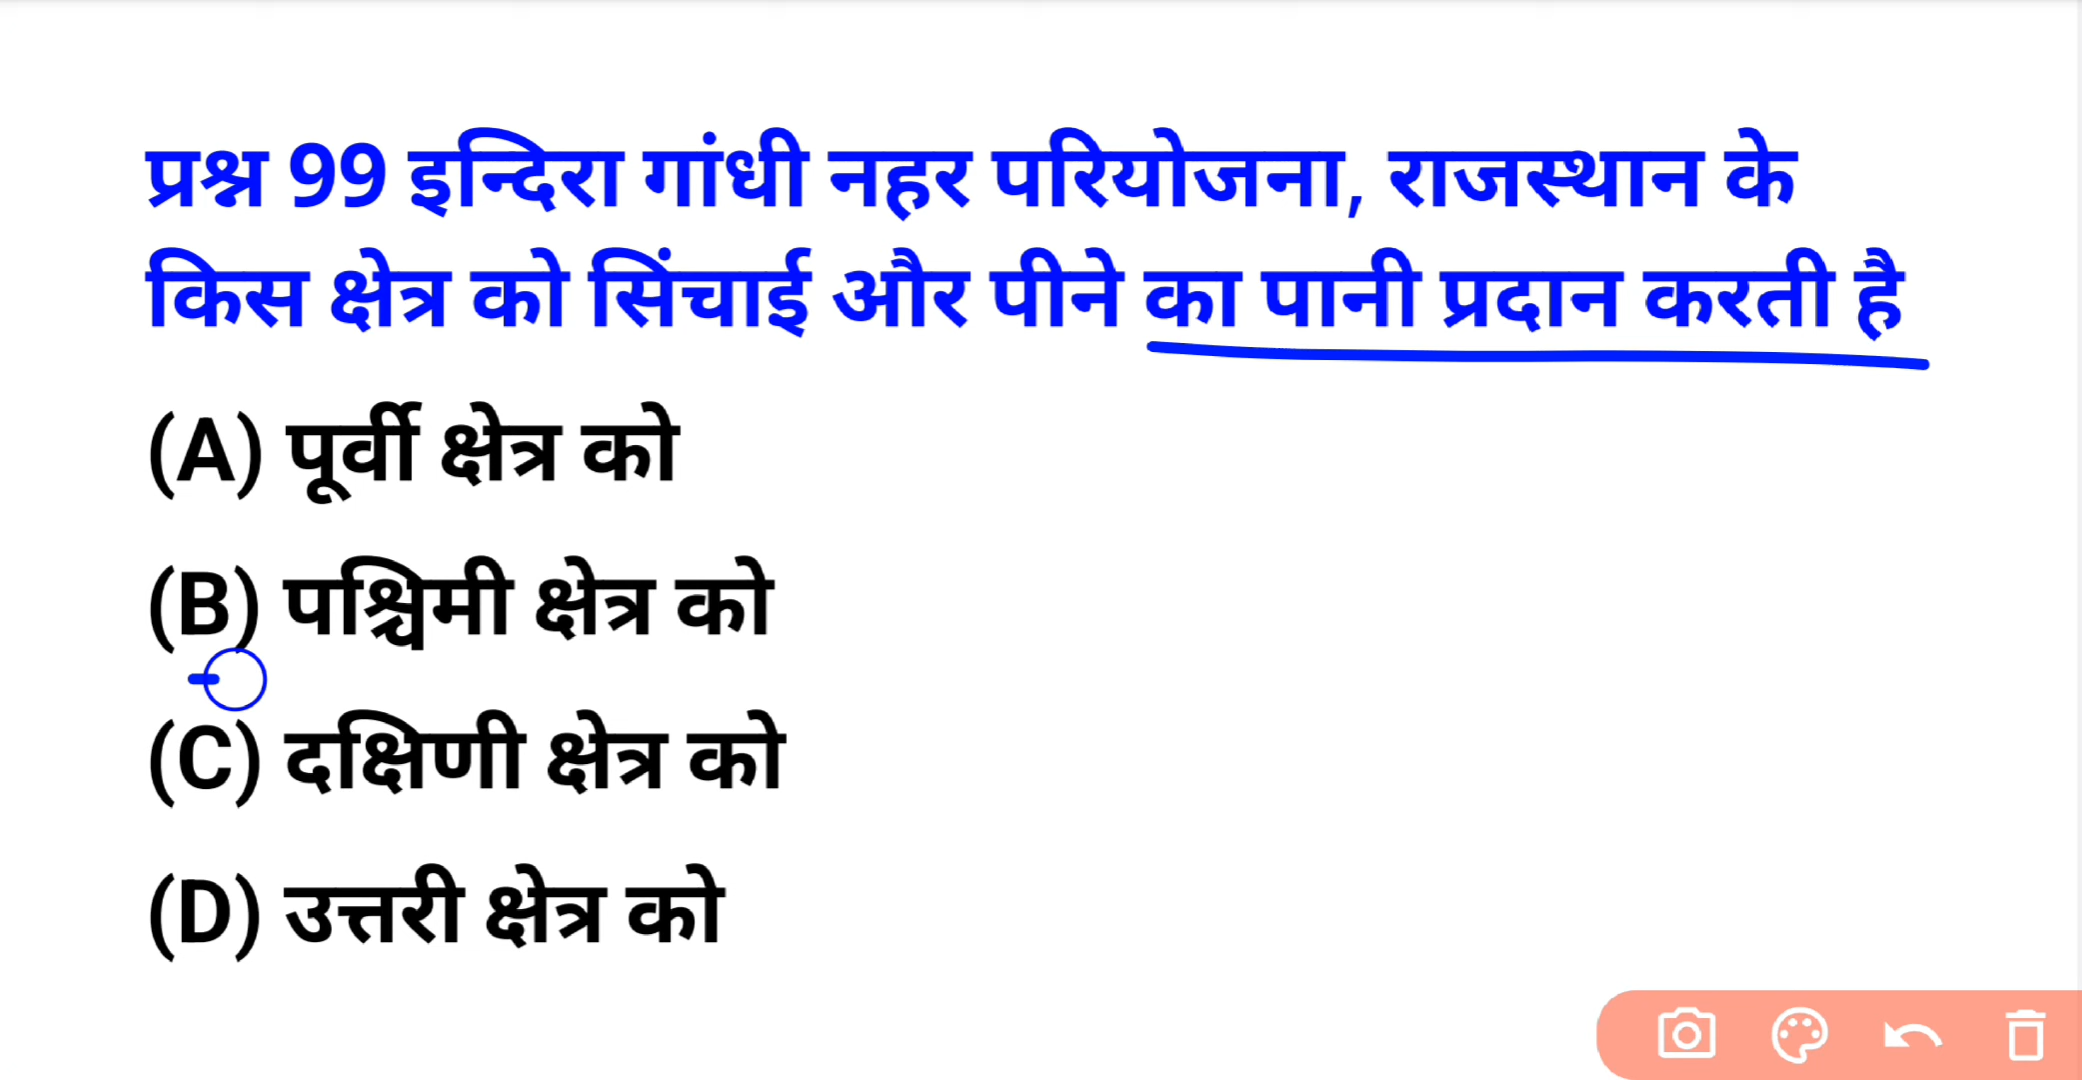 प्रश्न 99 इन्दिरा गांधी नहर परियोजना, राजस्थान के
किस क्षेत्र को सिंचाई और पीने का पानी प्रदान करती है
(A) पूर्वी क्षेत्र को
(B) पश्चिमी क्षेत्र को
(C) दक्षिणी क्षेत्र को
(D) उत्तरी क्षेत्र को